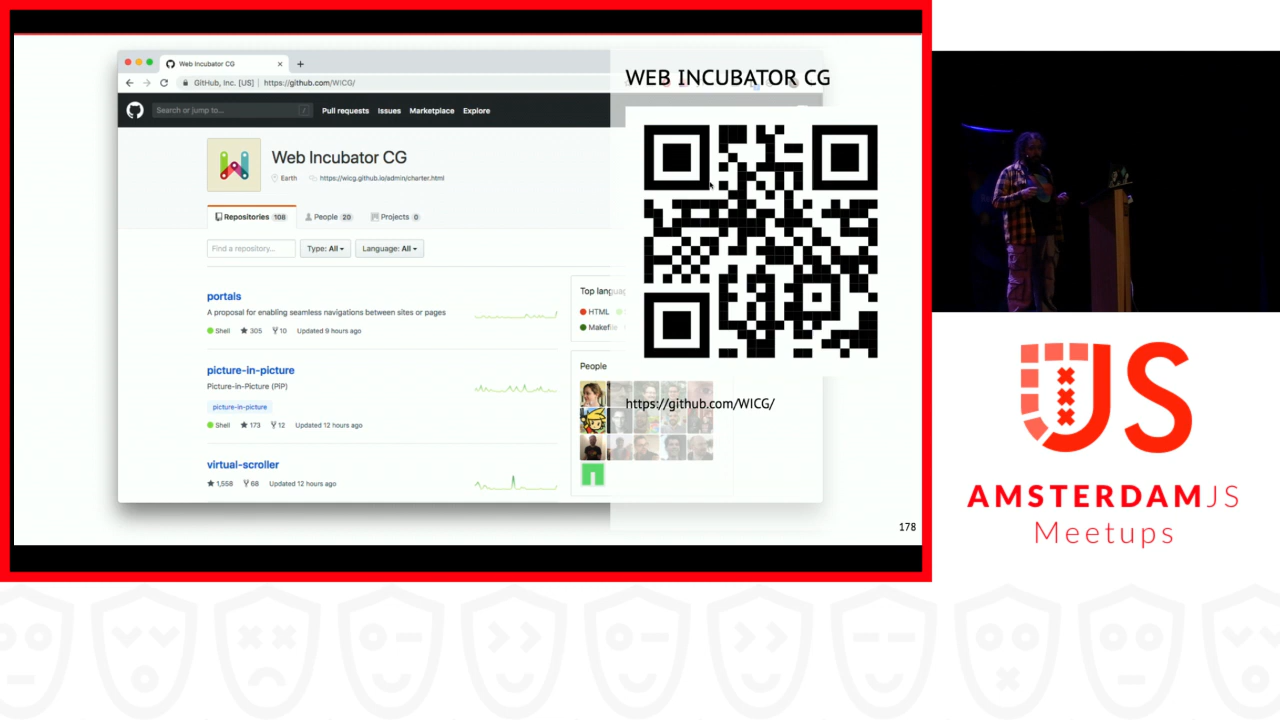 Web Incubator CG
GitHub, Inc. [US] | https://github.com/WICG/
Search or jump to... /
Pull requests Issues Marketplace Explore
Web Incubator CG
Earth https://wicg.github.io/admin/charter.html
Repositories 108 People 20 Projects 0
Find a repository... Type: All Language: All
portals
A proposal for enabling seamless navigations between sites or pages
Shell 305 10 Updated 9 hours ago
picture-in-picture
Picture-in-Picture (PiP)
picture-in-picture
Shell 173 12 Updated 12 hours ago
virtual-scroller
1,558 68 Updated 12 hours ago
Top languag
HTML
Makefile
People
WEB INCUBATOR CG
https://github.com/WICG/
178
JS
AMSTERDAMJS
Meetups